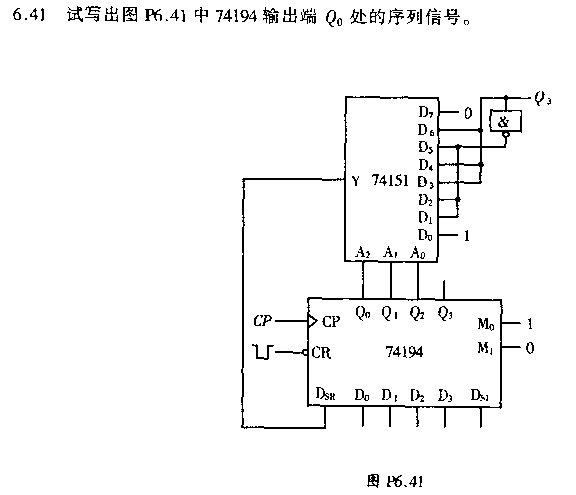 6.41 试写出图 P6.41 中 74194 输出端 Q₀ 处的序列信号。
D₇ 0 Q₃
D₆ &
D₅
Y 74151 D₄
D₃
D₂
D₁
D₀ 1
A₂ A₁ A₀
Q₀ Q₁ Q₂ Q₃
CP CP M₀ 1
CR 74194 M₁ 0
D_SR D₀ D₁ D₂ D₃
图 P6.41